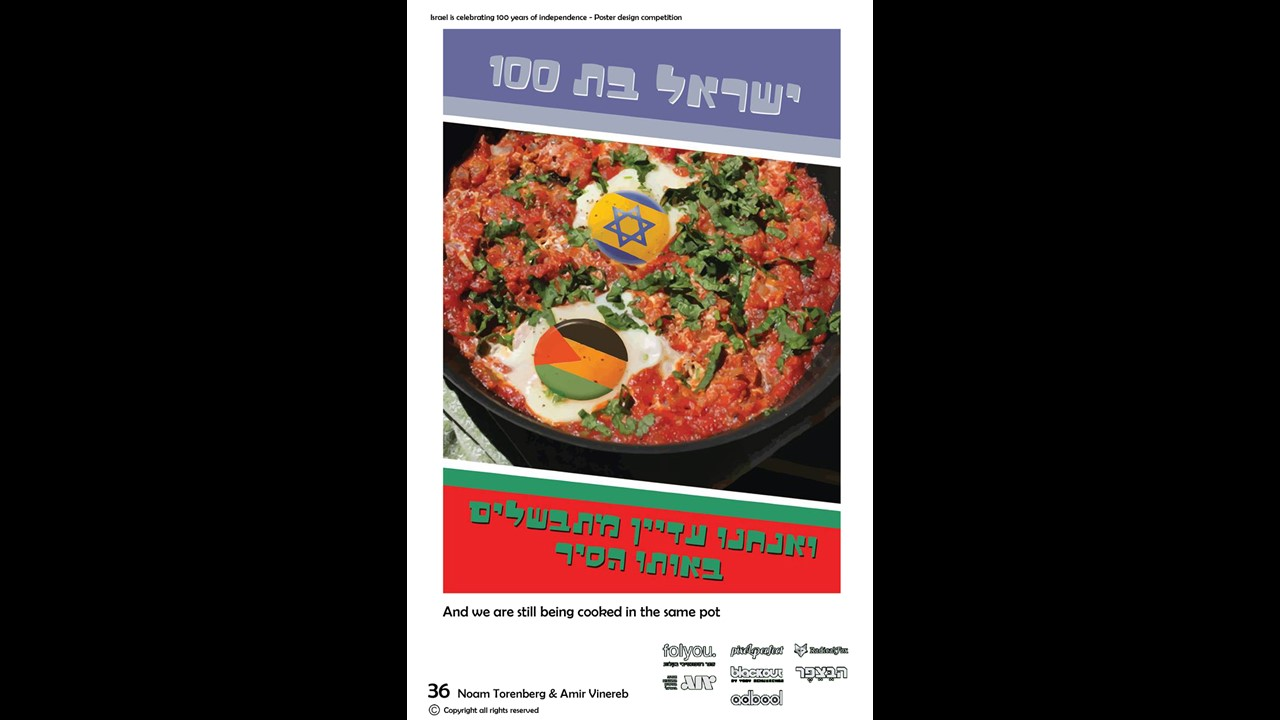 Israel is celebrating 100 years of independence - Poster design competition
ישראל בת 100
ואנחנו עדיין מתבשלים
באותו הסיר
And we are still being cooked in the same pot
folyou.
pixelperfect
RadicalFox
blackout
הבצפר
adbool
36 Noam Torenberg & Amir Vinereb
© Copyright all rights reserved